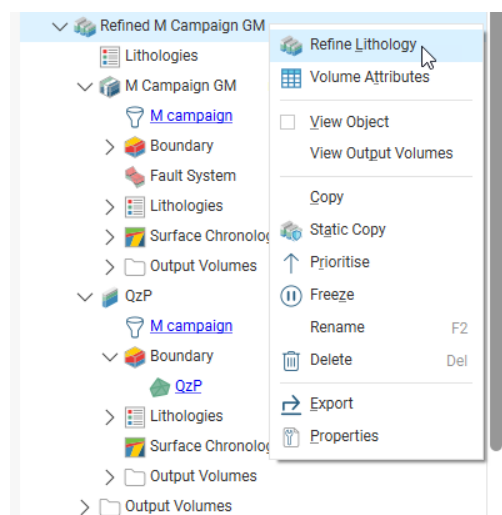 Refined M Campaign GM
Lithologies
M Campaign GM
M campaign
Boundary
Fault System
Lithologies
Surface Chronolog
Output Volumes
QzP
M campaign
Boundary
QzP
Lithologies
Surface Chronolog
Output Volumes
Output Volumes
Refine Lithology
Volume Attributes
View Object
View Output Volumes
Copy
Static Copy
Prioritise
Freeze
Rename F2
Delete Del
Export
Properties